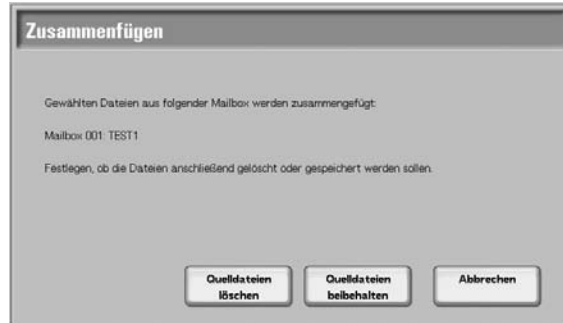 Zusammenfügen
Gewählten Dateien aus folgender Mailbox werden zusammengefügt:
Mailbox 001: TEST1
Festlegen, ob die Dateien anschließend gelöscht oder gespeichert werden sollen.
Quelldateien
löschen
Quelldateien
beibehalten
Abbrechen